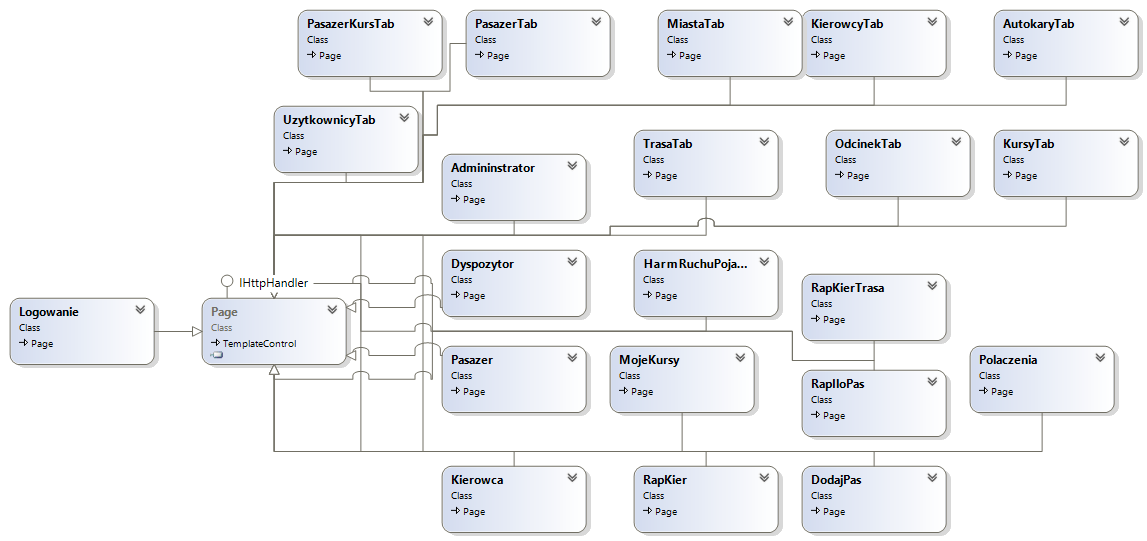 PasazerKursTab
Class
Page
PasazerTab
Class
Page
MiastaTab
Class
Page
KierowcyTab
Class
Page
AutokaryTab
Class
Page
UzytkownicyTab
Class
Page
Admininstrator
Class
Page
TrasaTab
Class
Page
OdcinekTab
Class
Page
KursyTab
Class
Page
IHttpHandler
Dyspozytor
Class
Page
HarmRuchuPoja...
Class
Page
RapKierTrasa
Class
Page
Logowanie
Class
Page
Page
Class
TemplateControl
Pasazer
Class
Page
MojeKursy
Class
Page
RapIloPas
Class
Page
Polaczenia
Class
Page
Kierowca
Class
Page
RapKier
Class
Page
DodajPas
Class
Page